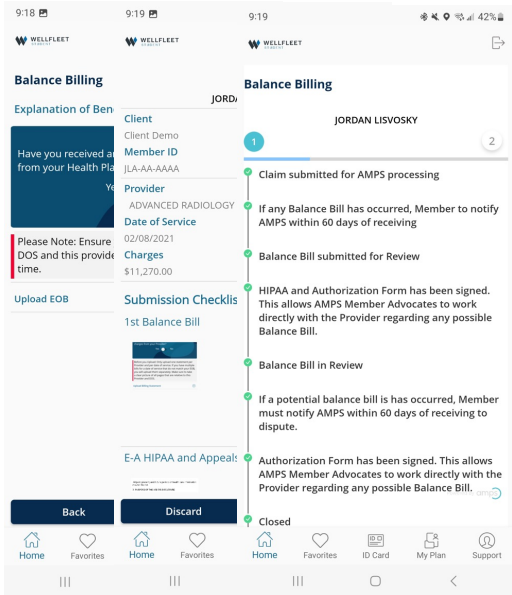 9:18
WELLFLEET
STUDENT
Balance Billing
Explanation of Ben
Have you received a
from your Health Pla
Ye
Please Note: Ensure
DOS and this provide
time.
Upload EOB
Back
Home
Favorites
9:19
WELLFLEET
STUDENT
JORDA
Client
Client Demo
Member ID
JLA-AA-AAAA
Provider
ADVANCED RADIOLOGY
Date of Service
02/08/2021
Charges
$11,270.00
Submission Checklis
1st Balance Bill
E-A HIPAA and Appeals
Discard
Home
Favorites
9:19
42%
WELLFLEET
STUDENT
Balance Billing
JORDAN LISVOSKY
1
2
Claim submitted for AMPS processing
If any Balance Bill has occurred, Member to notify
AMPS within 60 days of receiving
Balance Bill submitted for Review
HIPAA and Authorization Form has been signed.
This allows AMPS Member Advocates to work
directly with the Provider regarding any possible
Balance Bill.
Balance Bill in Review
If a potential balance bill is has occurred, Member
must notify AMPS within 60 days of receiving to
dispute.
Authorization Form has been signed. This allows
AMPS Member Advocates to work directly with the
Provider regarding any possible Balance Bill.
amps
Closed
Home
Favorites
ID Card
My Plan
Support